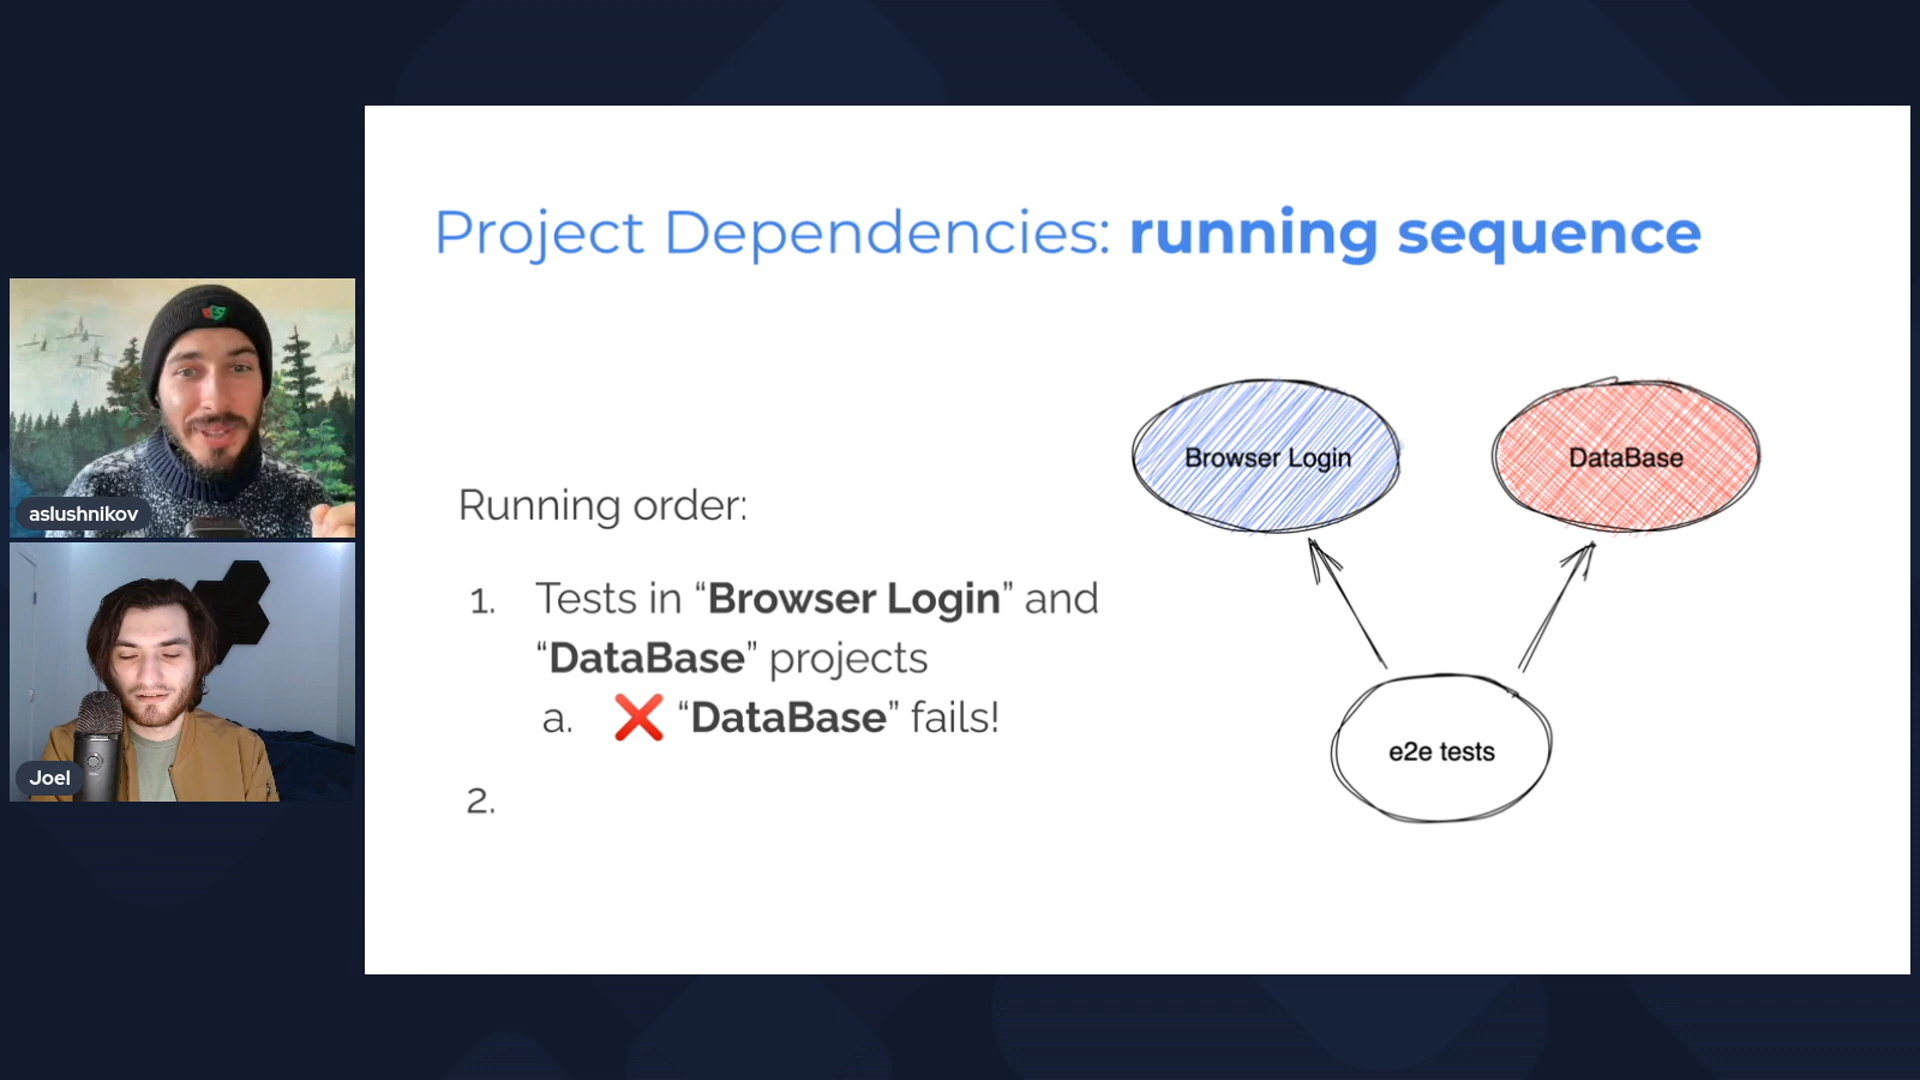 Project Dependencies: running sequence
Running order:
1. Tests in “Browser Login” and
“DataBase” projects
a. ❌ “DataBase” fails!
2.
Browser Login
DataBase
e2e tests
aslushnikov
Joel